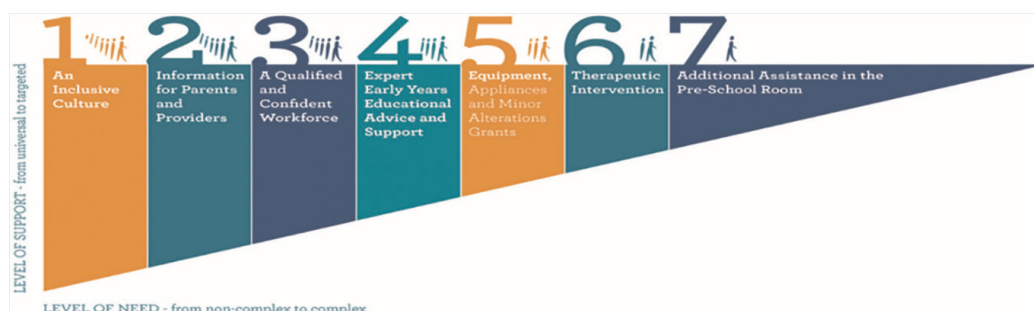 1
An
Inclusive
Culture
2
Information
for Parents
and
Providers
3
A Qualified
and
Confident
Workforce
4
Expert
Early Years
Educational
Advice and
Support
5
Equipment,
Appliances
and Minor
Alterations
Grants
6
Therapeutic
Intervention
7
Additional Assistance in the
Pre-School Room
LEVEL OF SUPPORT - from universal to targeted
LEVEL OF NEED - from non-complex to complex